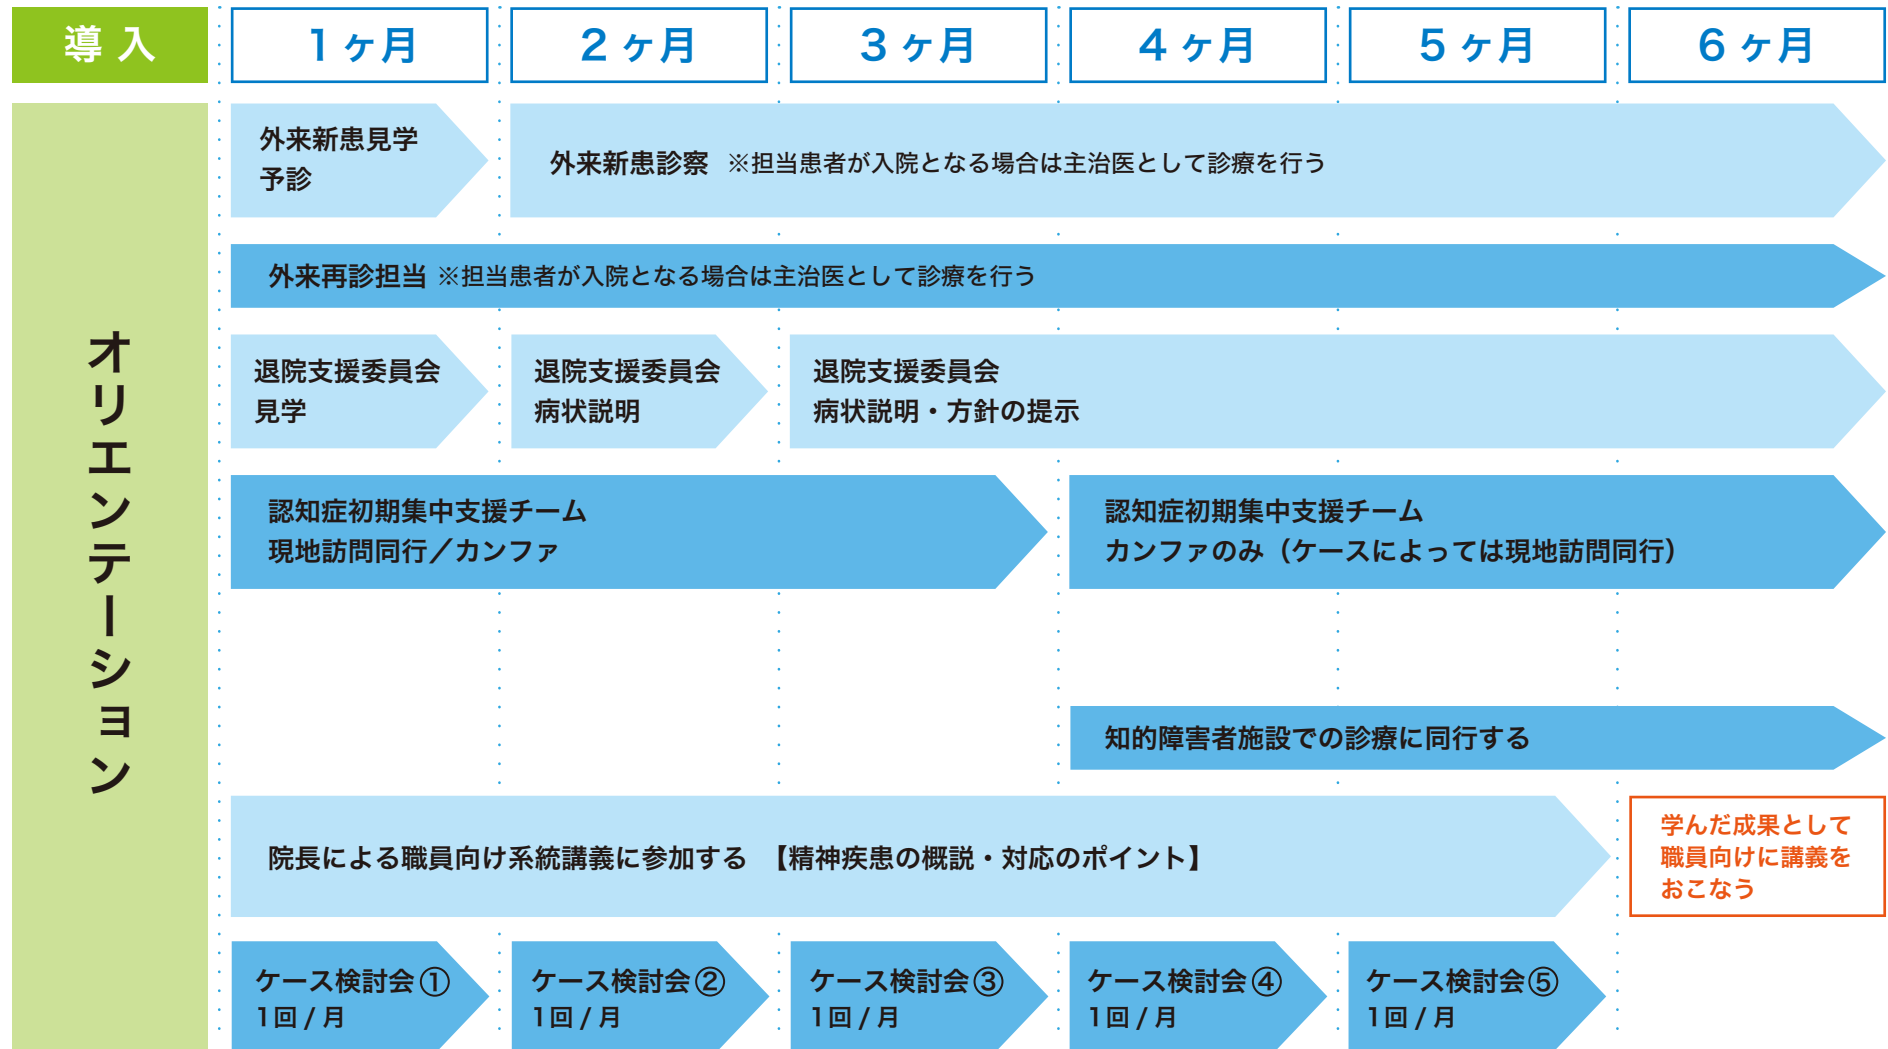 導 入
1 ヶ月
2 ヶ月
3 ヶ月
4 ヶ月
5 ヶ月
6 ヶ月
オリエンテーション
外来新患見学
予診
外来新患診察 ※担当患者が入院となる場合は主治医として診療を行う
外来再診担当 ※担当患者が入院となる場合は主治医として診療を行う
退院支援委員会
見学
退院支援委員会
病状説明
退院支援委員会
病状説明・方針の提示
認知症初期集中支援チーム
現地訪問同行／カンファ
認知症初期集中支援チーム
カンファのみ（ケースによっては現地訪問同行）
知的障害者施設での診療に同行する
院長による職員向け系統講義に参加する 【精神疾患の概説・対応のポイント】
学んだ成果として
職員向けに講義を
おこなう
ケース検討会①
1回 / 月
ケース検討会②
1回 / 月
ケース検討会③
1回 / 月
ケース検討会④
1回 / 月
ケース検討会⑤
1回 / 月